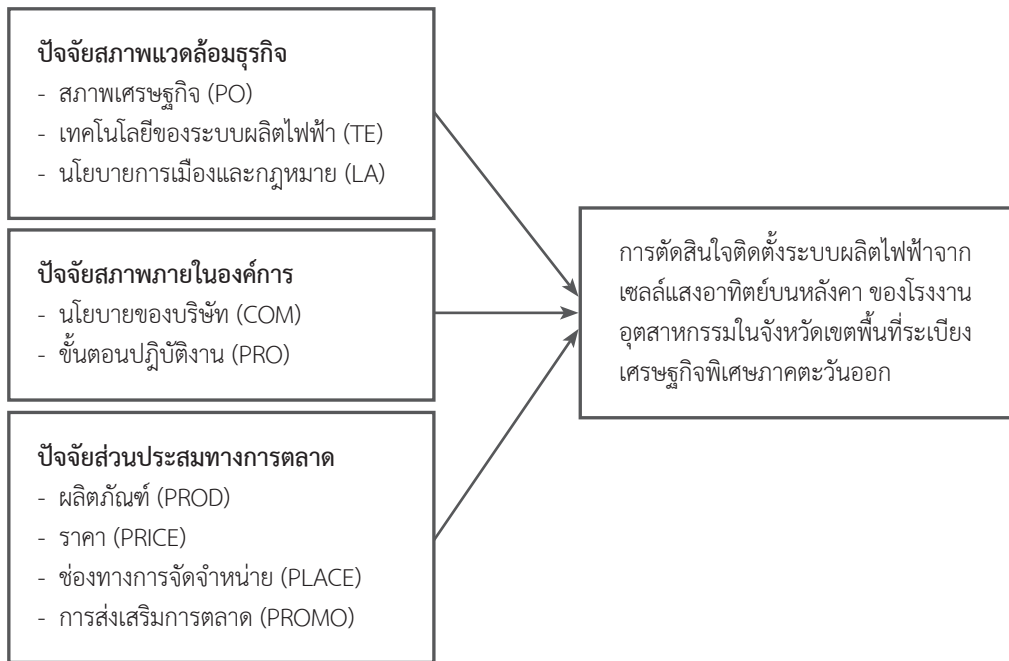 ปัจจัยสภาพแวดล้อมธุรกิจ
- สภาพเศรษฐกิจ (PO)
- เทคโนโลยีของระบบผลิตไฟฟ้า (TE)
- นโยบายการเมืองและกฎหมาย (LA)
ปัจจัยสภาพภายในองค์การ
- นโยบายของบริษัท (COM)
- ขั้นตอนปฎิบัติงาน (PRO)
ปัจจัยส่วนประสมทางการตลาด
- ผลิตภัณฑ์ (PROD)
- ราคา (PRICE)
- ช่องทางการจัดจำหน่าย (PLACE)
- การส่งเสริมการตลาด (PROMO)
การตัดสินใจติดตั้งระบบผลิตไฟฟ้าจาก
เซลล์แสงอาทิตย์บนหลังคา ของโรงงาน
อุตสาหกรรมในจังหวัดเขตพื้นที่ระเบียง
เศรษฐกิจพิเศษภาคตะวันออก